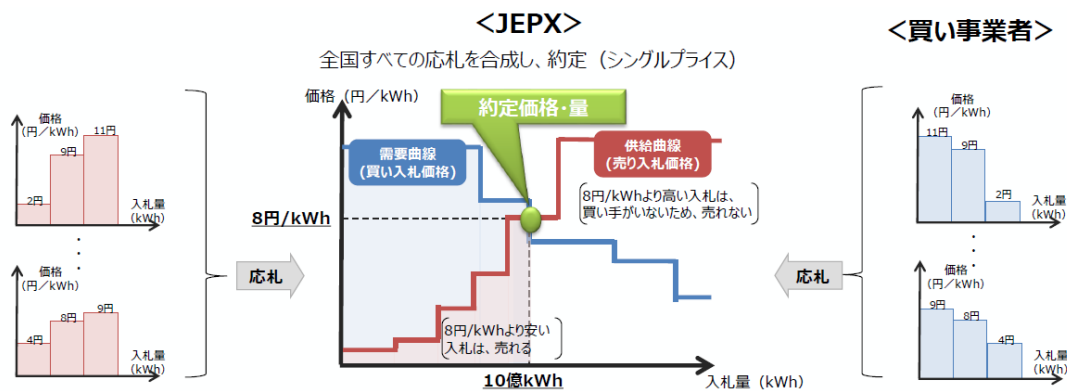 ＜JEPX＞
全国すべての応札を合成し、約定（シングルプライス）
＜買い事業者＞
価格
（円／kWh）
2円
9円
11円
入札量
（kWh）
・
・
・
価格
（円／kWh）
4円
8円
9円
入札量
（kWh）
応札
価格（円／kWh）
約定価格・量
需要曲線
（買い入札価格）
供給曲線
（売り入札価格）
8円/kWhより高い入札は、
買い手がいないため、売れない
8円/kWh
8円/kWhより安い
入札は、売れる
10億kWh
入札量（kWh）
応札
価格
（円／kWh）
11円
9円
2円
入札量
（kWh）
・
・
・
価格
（円／kWh）
9円
8円
4円
入札量
（kWh）